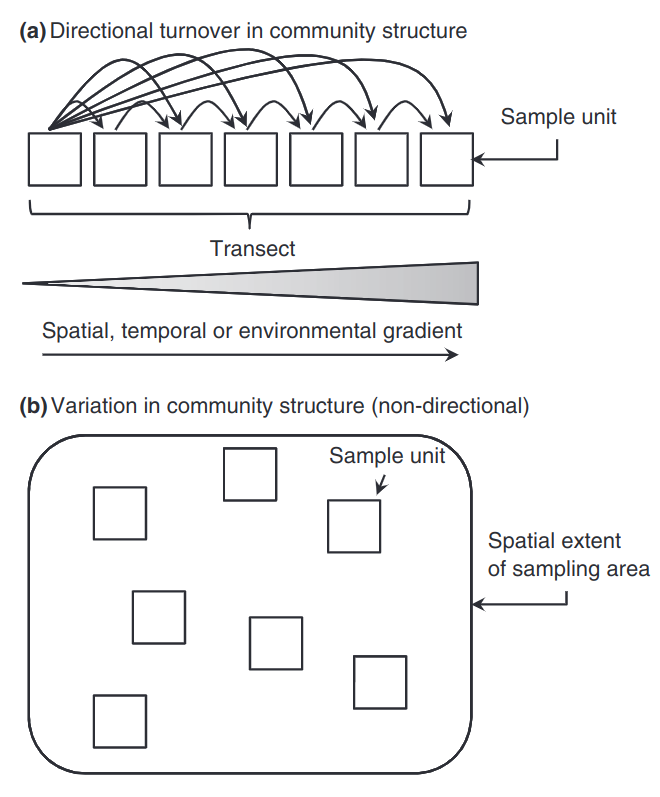 (a) Directional turnover in community structure
Sample unit
Transect
Spatial, temporal or environmental gradient
(b) Variation in community structure (non-directional)
Sample unit
Spatial extent
of sampling area